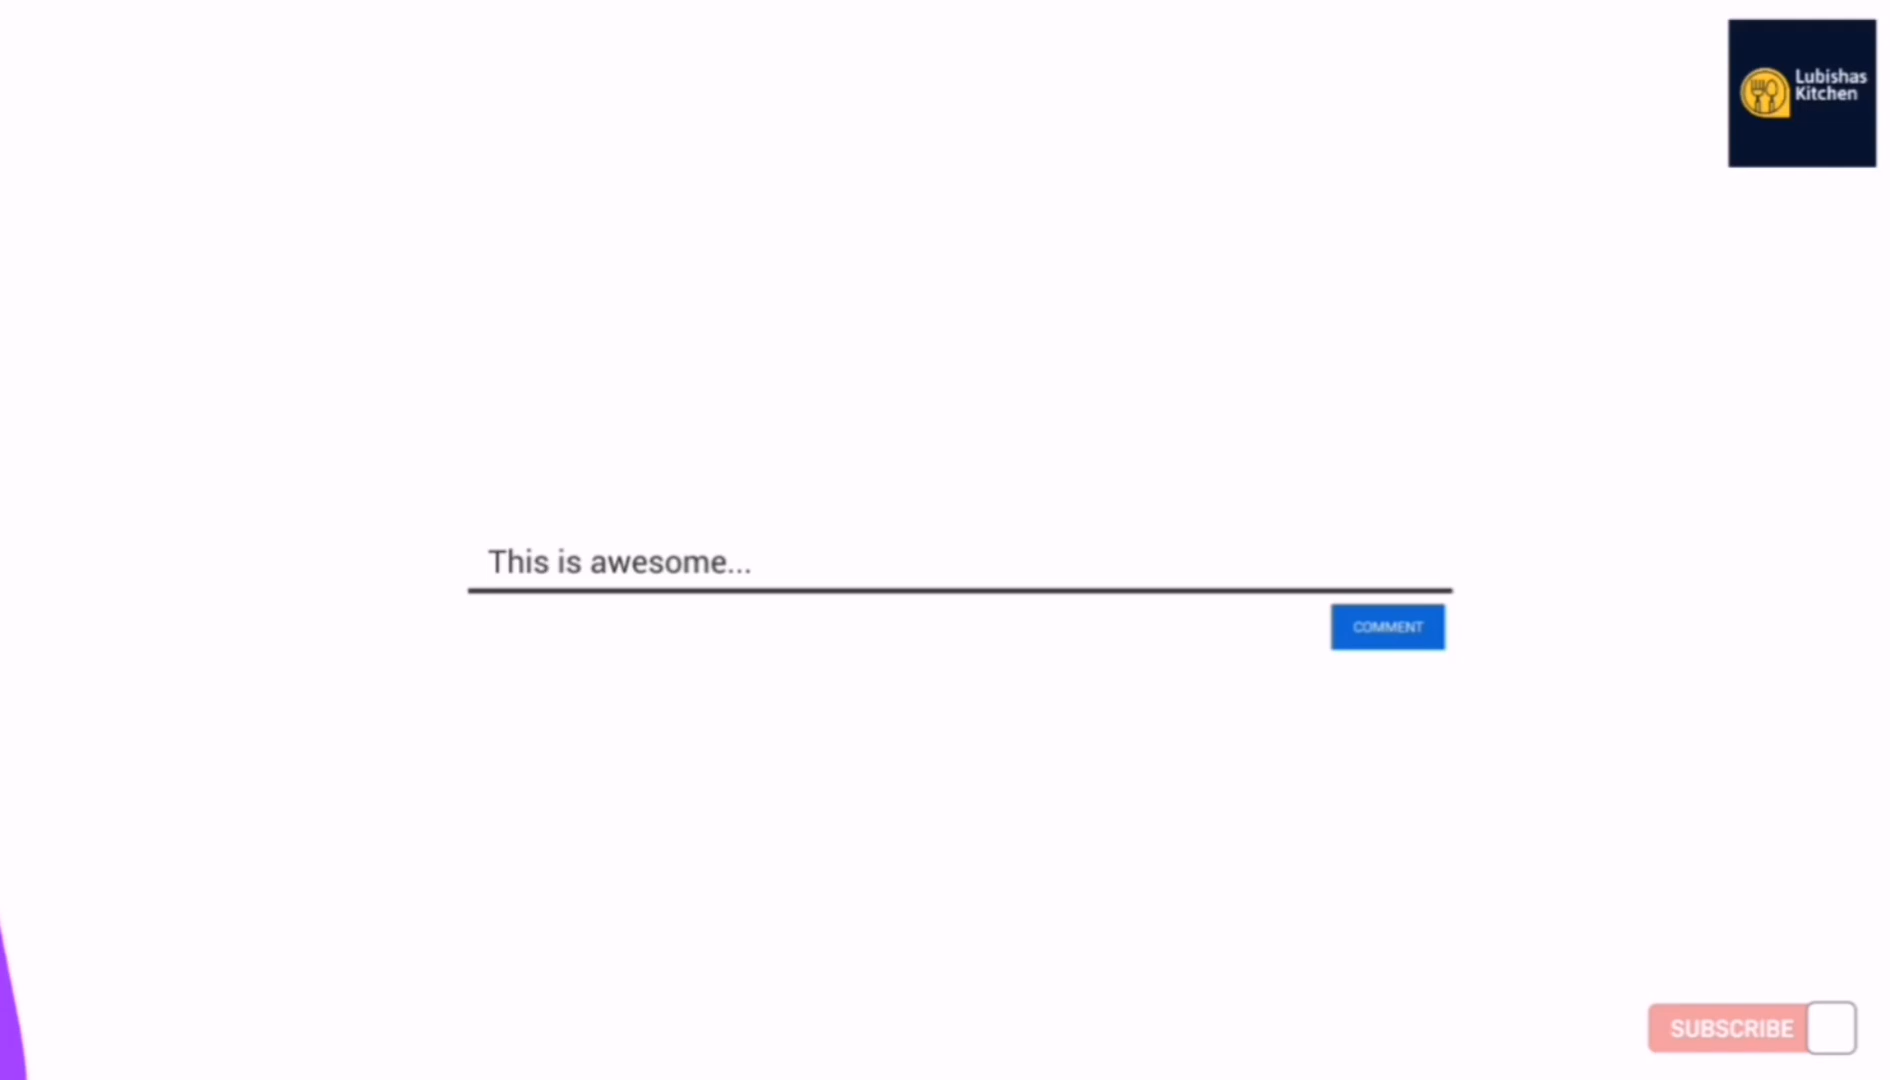 Lubishas
Kitchen
This is awesome...
COMMENT
SUBSCRIBE